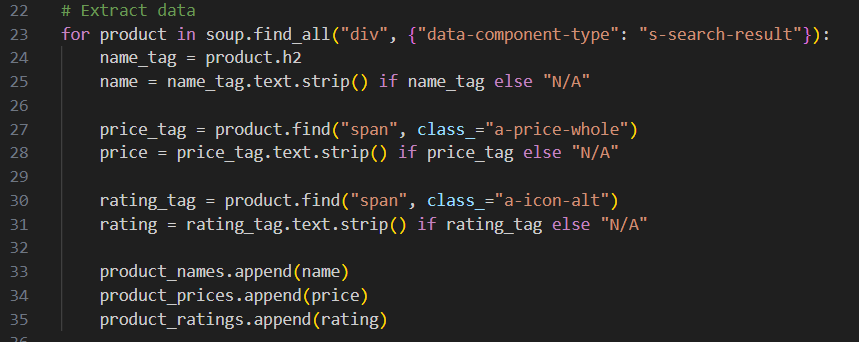 22 # Extract data
23 for product in soup.find_all("div", {"data-component-type": "s-search-result"}):
24     name_tag = product.h2
25     name = name_tag.text.strip() if name_tag else "N/A"
26
27     price_tag = product.find("span", class_="a-price-whole")
28     price = price_tag.text.strip() if price_tag else "N/A"
29
30     rating_tag = product.find("span", class_="a-icon-alt")
31     rating = rating_tag.text.strip() if rating_tag else "N/A"
32
33     product_names.append(name)
34     product_prices.append(price)
35     product_ratings.append(rating)
36